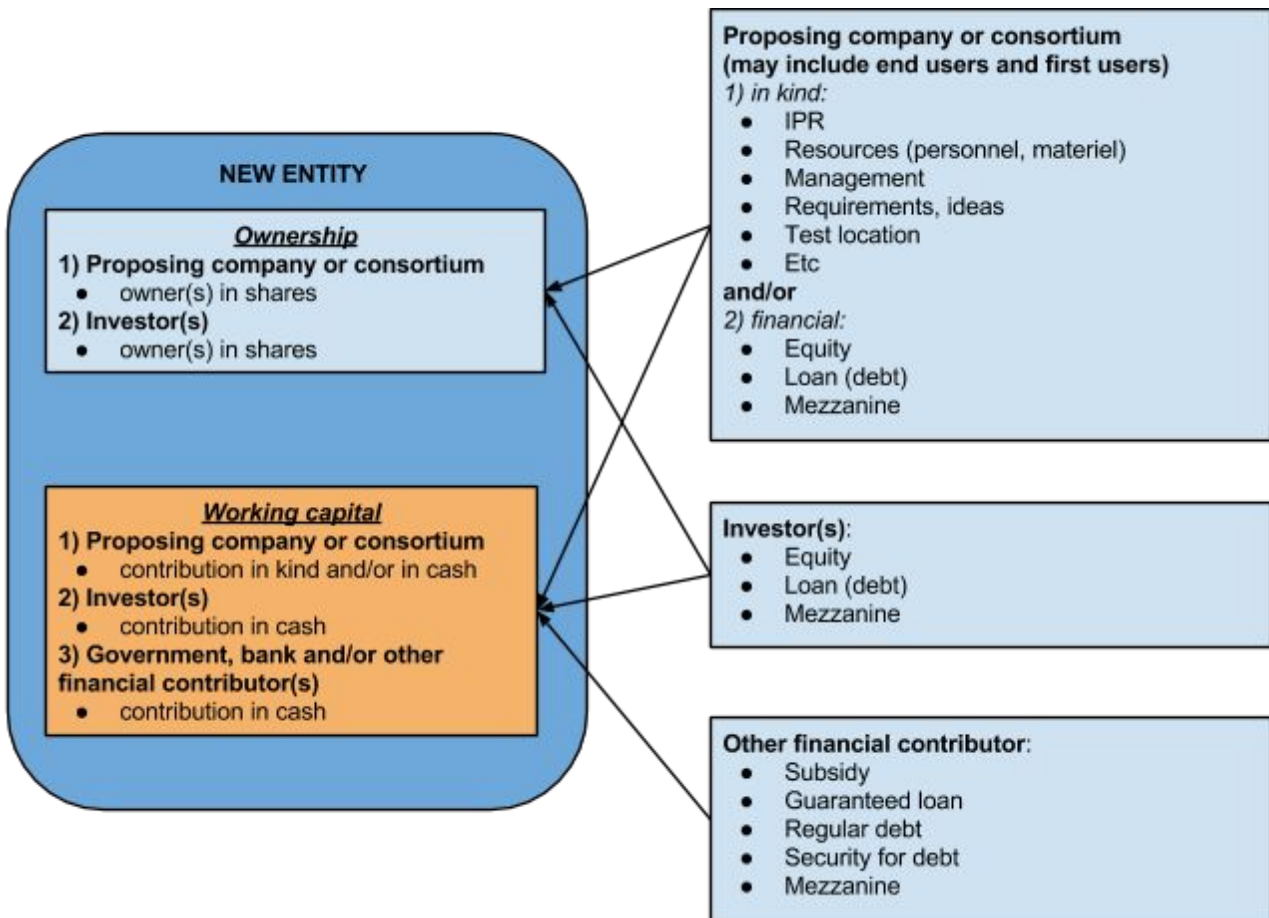 NEW ENTITY
Ownership
1) Proposing company or consortium
● owner(s) in shares
2) Investor(s)
● owner(s) in shares
Working capital
1) Proposing company or consortium
● contribution in kind and/or in cash
2) Investor(s)
● contribution in cash
3) Government, bank and/or other
financial contributor(s)
● contribution in cash
Proposing company or consortium
(may include end users and first users)
1) in kind:
● IPR
● Resources (personnel, materiel)
● Management
● Requirements, ideas
● Test location
● Etc
and/or
2) financial:
● Equity
● Loan (debt)
● Mezzanine
Investor(s):
● Equity
● Loan (debt)
● Mezzanine
Other financial contributor:
● Subsidy
● Guaranteed loan
● Regular debt
● Security for debt
● Mezzanine